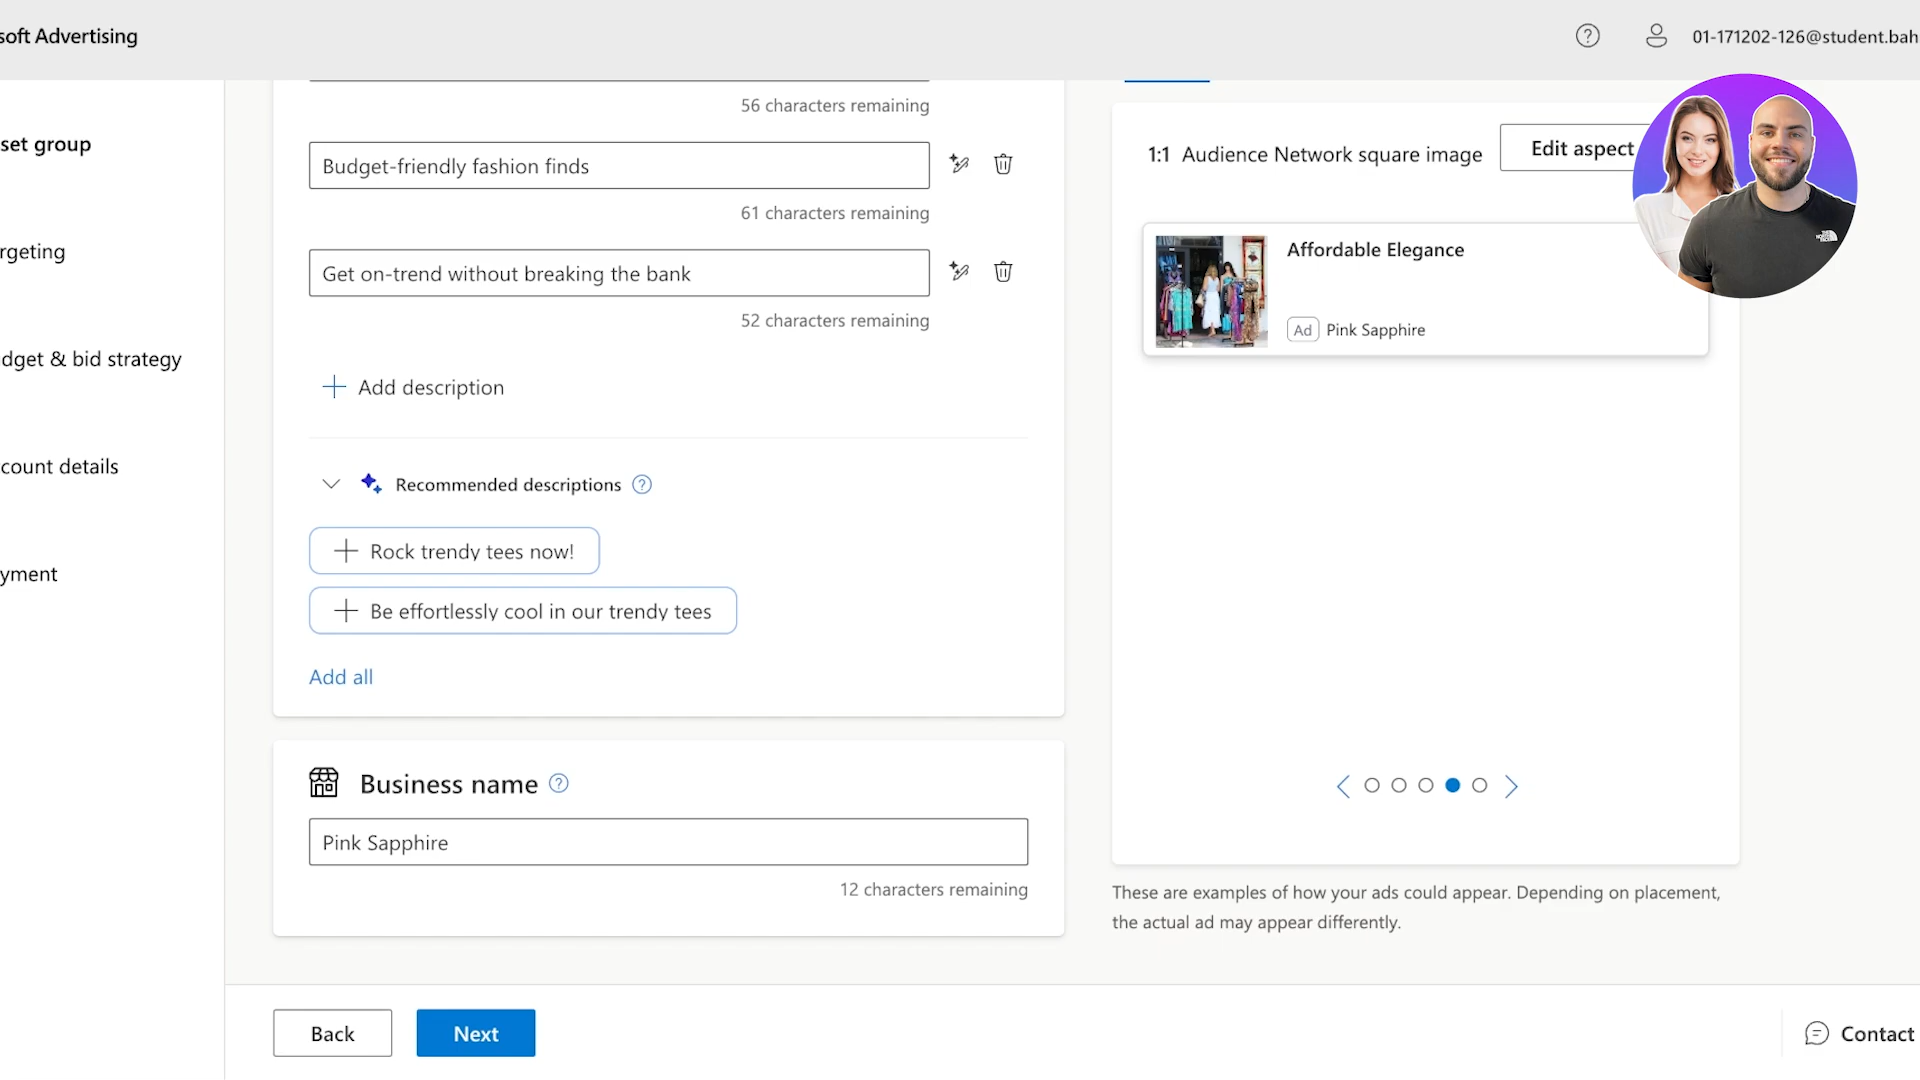 soft Advertising
01-171202-126@student.bah
set group
rgeting
dget & bid strategy
count details
yment
56 characters remaining
Budget-friendly fashion finds
61 characters remaining
Get on-trend without breaking the bank
52 characters remaining
Add description
Recommended descriptions
Rock trendy tees now!
Be effortlessly cool in our trendy tees
Add all
Business name
Pink Sapphire
12 characters remaining
1:1 Audience Network square image
Edit aspect
Affordable Elegance
Ad Pink Sapphire
These are examples of how your ads could appear. Depending on placement,
the actual ad may appear differently.
Back
Next
Contact